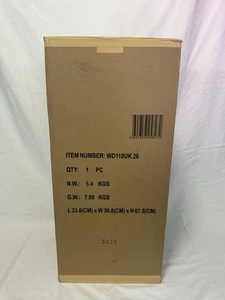 ITEM NUMBER: WD110UK 26
QTY: 1 PC
N.W.: 5.4 KGS
G.W.: 7.89 KGS
L 33.6(CM) x W 30.8(CM) x H 67.5(CM)